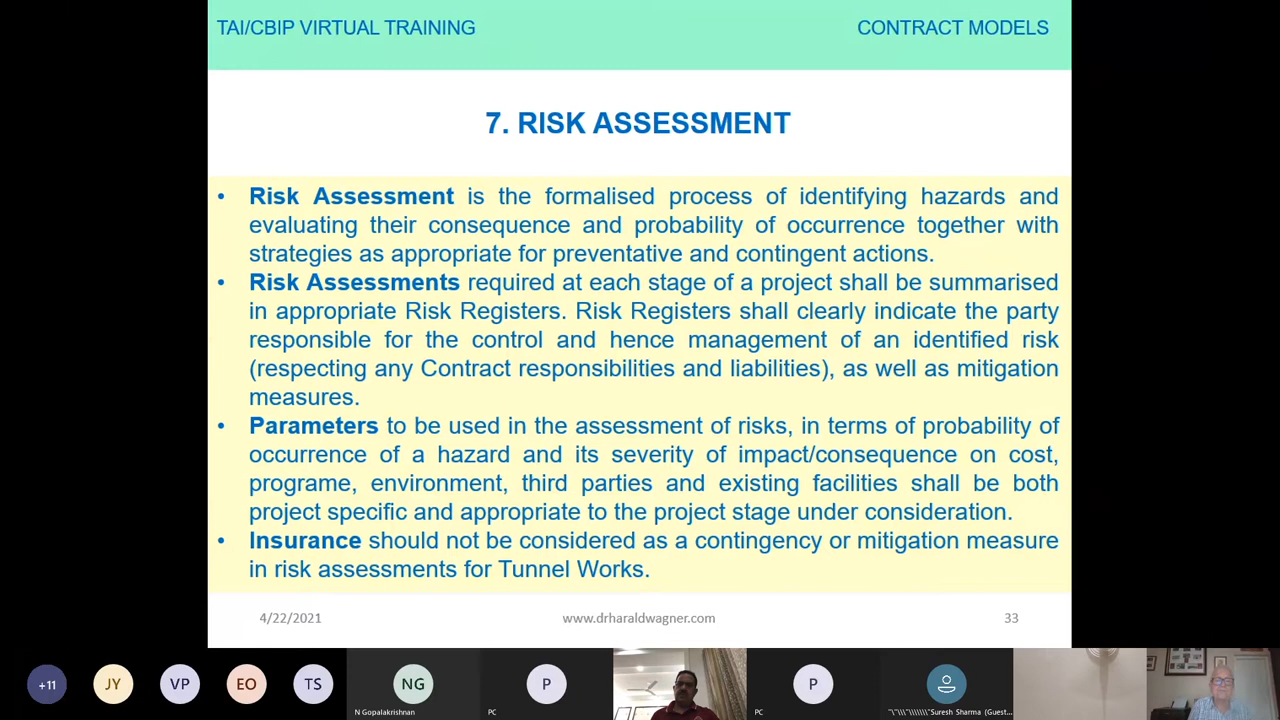 TAI/CBIP VIRTUAL TRAINING
CONTRACT MODELS
7. RISK ASSESSMENT
• Risk Assessment is the formalised process of identifying hazards and
evaluating their consequence and probability of occurrence together with
strategies as appropriate for preventative and contingent actions.
• Risk Assessments required at each stage of a project shall be summarised
in appropriate Risk Registers. Risk Registers shall clearly indicate the party
responsible for the control and hence management of an identified risk
(respecting any Contract responsibilities and liabilities), as well as mitigation
measures.
• Parameters to be used in the assessment of risks, in terms of probability of
occurrence of a hazard and its severity of impact/consequence on cost,
programe, environment, third parties and existing facilities shall be both
project specific and appropriate to the project stage under consideration.
• Insurance should not be considered as a contingency or mitigation measure
in risk assessments for Tunnel Works.
4/22/2021
www.drharaldwagner.com
33
+11
JY
VP
EO
TS
NG
P
P
N Gopalakrishnan
PC
PC
Suresh Sharma (Guest...